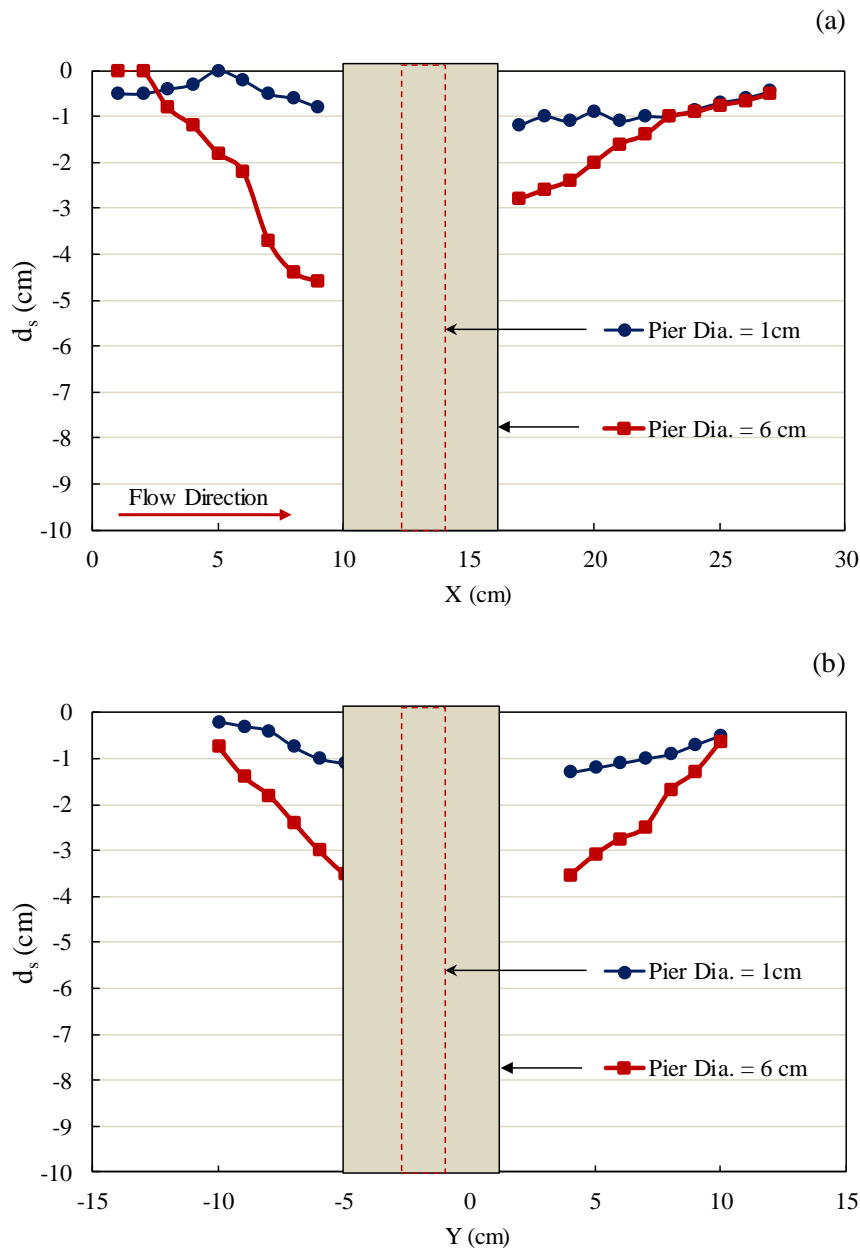 (a)
0
-1
-2
-3
-4
-5
-6
-7
-8
-9
-10
d_s (cm)
Pier Dia. = 1cm
Pier Dia. = 6 cm
Flow Direction
0 5 10 15 20 25 30
X (cm)
(b)
0
-1
-2
-3
-4
-5
-6
-7
-8
-9
-10
d_s (cm)
Pier Dia. = 1cm
Pier Dia. = 6 cm
-15 -10 -5 0 5 10 15
Y (cm)